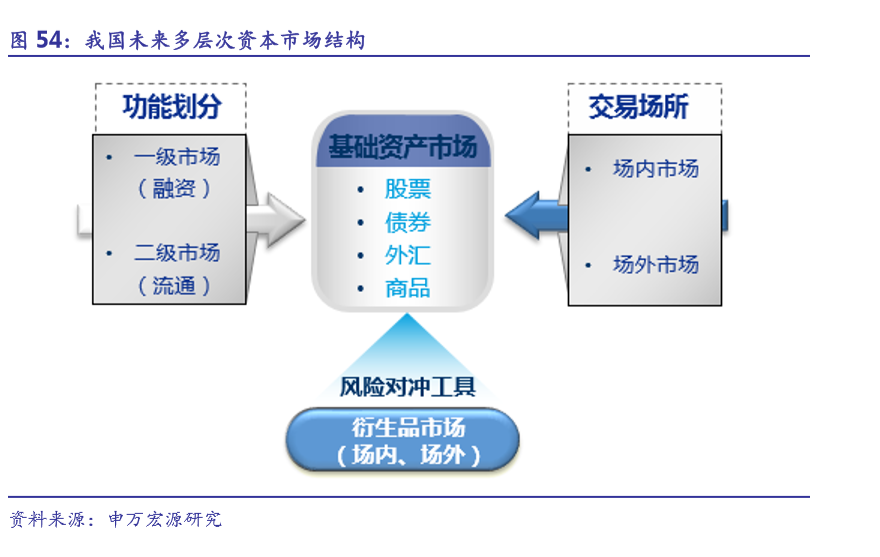 图 54：我国未来多层次资本市场结构
功能划分
• 一级市场
（融资）
• 二级市场
（流通）
基础资产市场
• 股票
• 债券
• 外汇
• 商品
交易场所
• 场内市场
• 场外市场
风险对冲工具
衍生品市场
（场内、场外）
资料来源：申万宏源研究